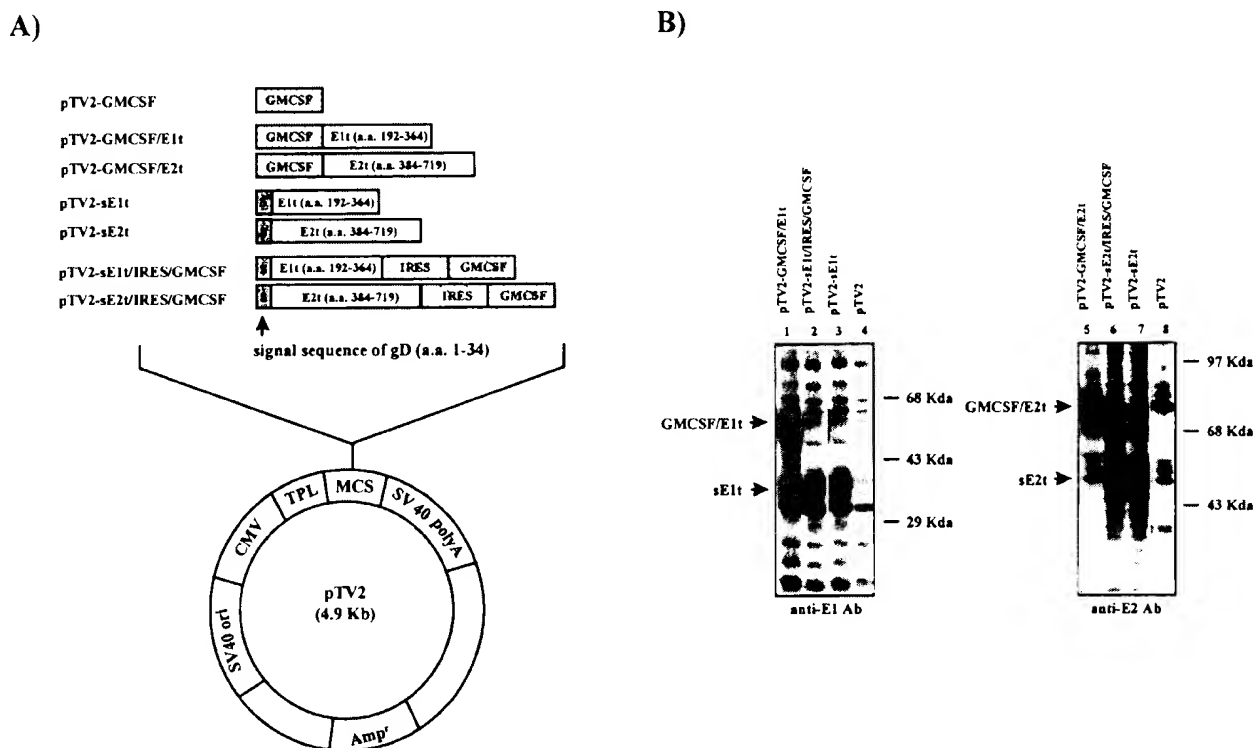 A)
pTV2-GMCSF
GMCSF
pTV2-GMCSF/E1t
GMCSF
E1t (a.a. 192-364)
pTV2-GMCSF/E2t
GMCSF
E2t (a.a. 384-719)
pTV2-sE1t
E1t (a.a. 192-364)
pTV2-sE2t
E2t (a.a. 384-719)
pTV2-sE1t/IRES/GMCSF
S
E1t (a.a. 192-364)
IRES
GMCSF
pTV2-sE2t/IRES/GMCSF
S
E2t (a.a. 384-719)
IRES
GMCSF
signal sequence of gD (a.a. 1-34)
SV40 ori
CMV
TPL
MCS
SV 40 polyA
pTV2
(4.9 Kb)
Ampr
B)
pTV2-GMCSF/E1t
pTV2-sE1t/IRES/GMCSF
pTV2-sE1t
pTV2
1 2 3 4
GMCSF/E1t
sE1t
68 Kda
43 Kda
29 Kda
anti-E1 Ab
pTV2-GMCSF/E2t
pTV2-sE2t/IRES/GMCSF
pTV2-sE2t
pTV2
5 6 7 8
GMCSF/E2t
sE2t
97 Kda
68 Kda
43 Kda
anti-E2 Ab